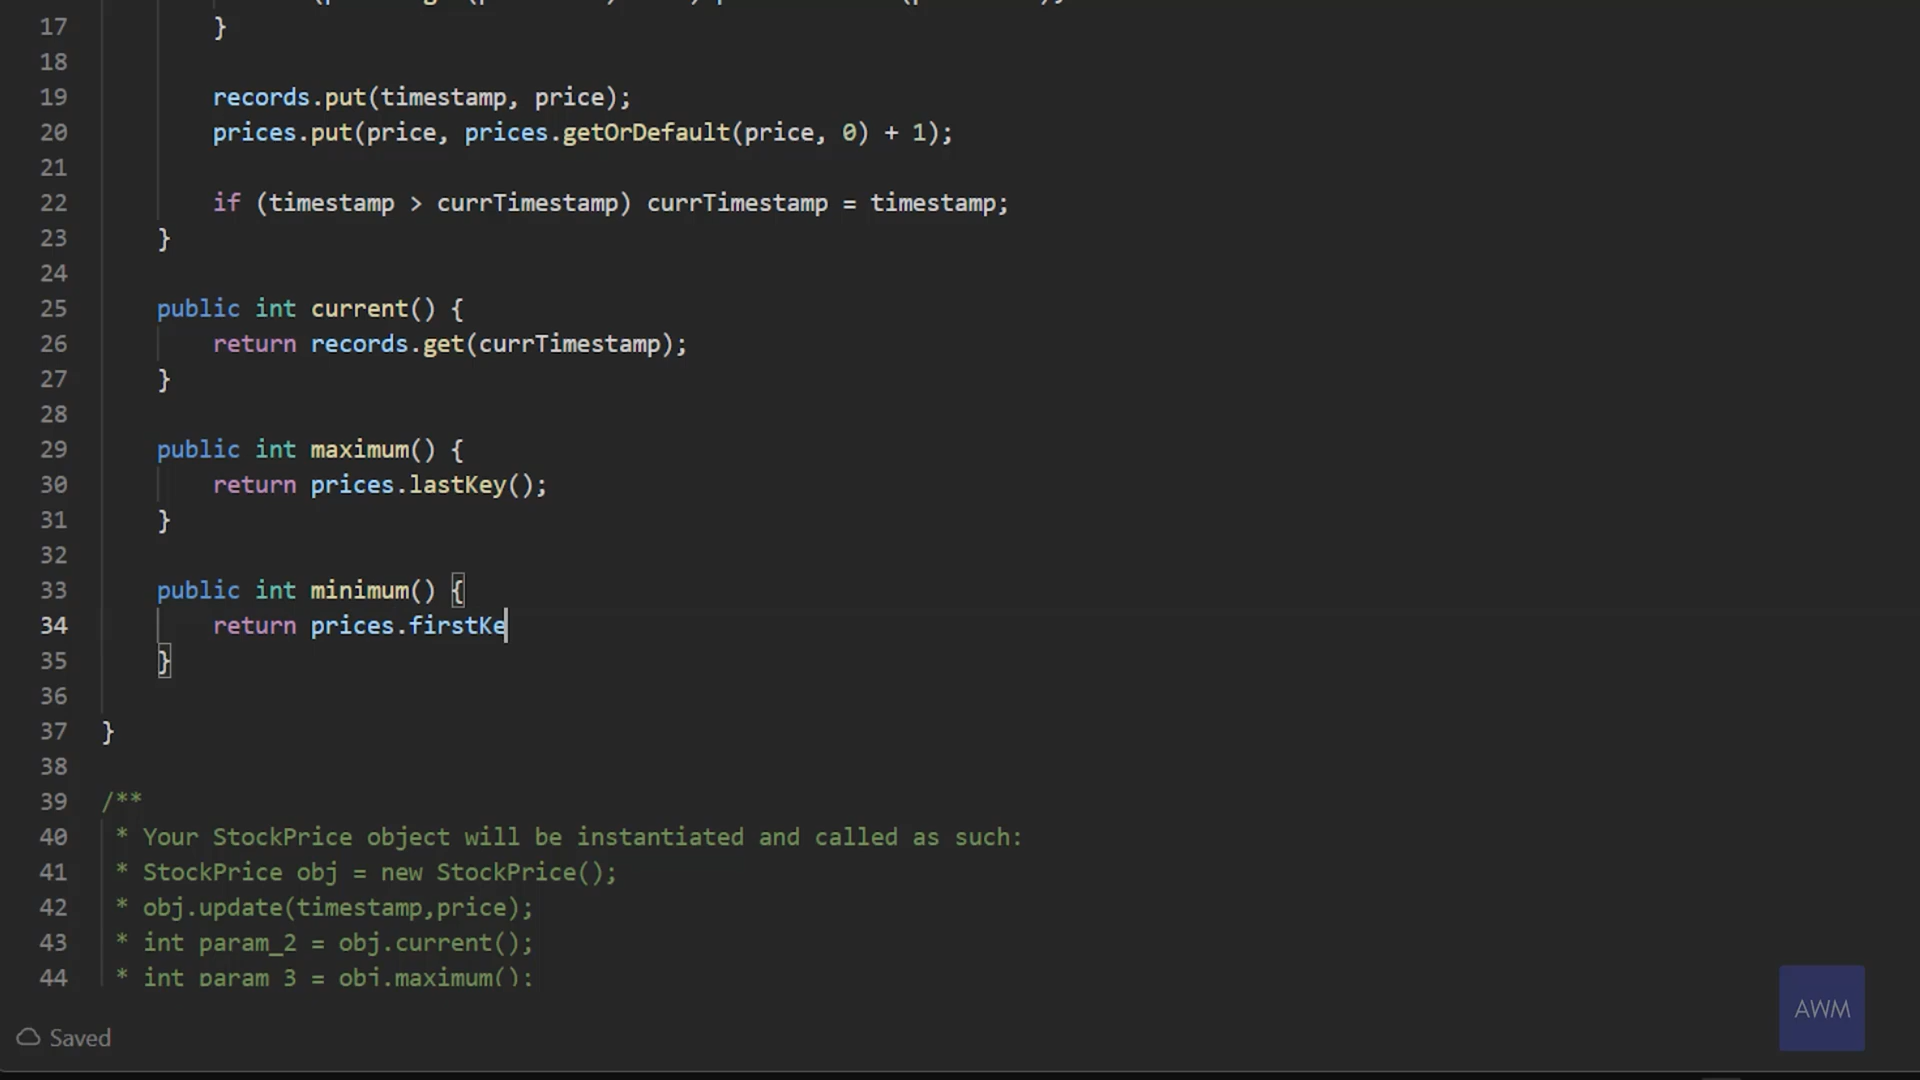 17 }
18
19 records.put(timestamp, price);
20 prices.put(price, prices.getOrDefault(price, 0) + 1);
21
22 if (timestamp > currTimestamp) currTimestamp = timestamp;
23 }
24
25 public int current() {
26 return records.get(currTimestamp);
27 }
28
29 public int maximum() {
30 return prices.lastKey();
31 }
32
33 public int minimum() {
34 return prices.firstKe
35 }
36
37 }
38
39 /**
40 * Your StockPrice object will be instantiated and called as such:
41 * StockPrice obj = new StockPrice();
42 * obj.update(timestamp,price);
43 * int param_2 = obj.current();
44 * int param_3 = obj.maximum();
Saved
AWM